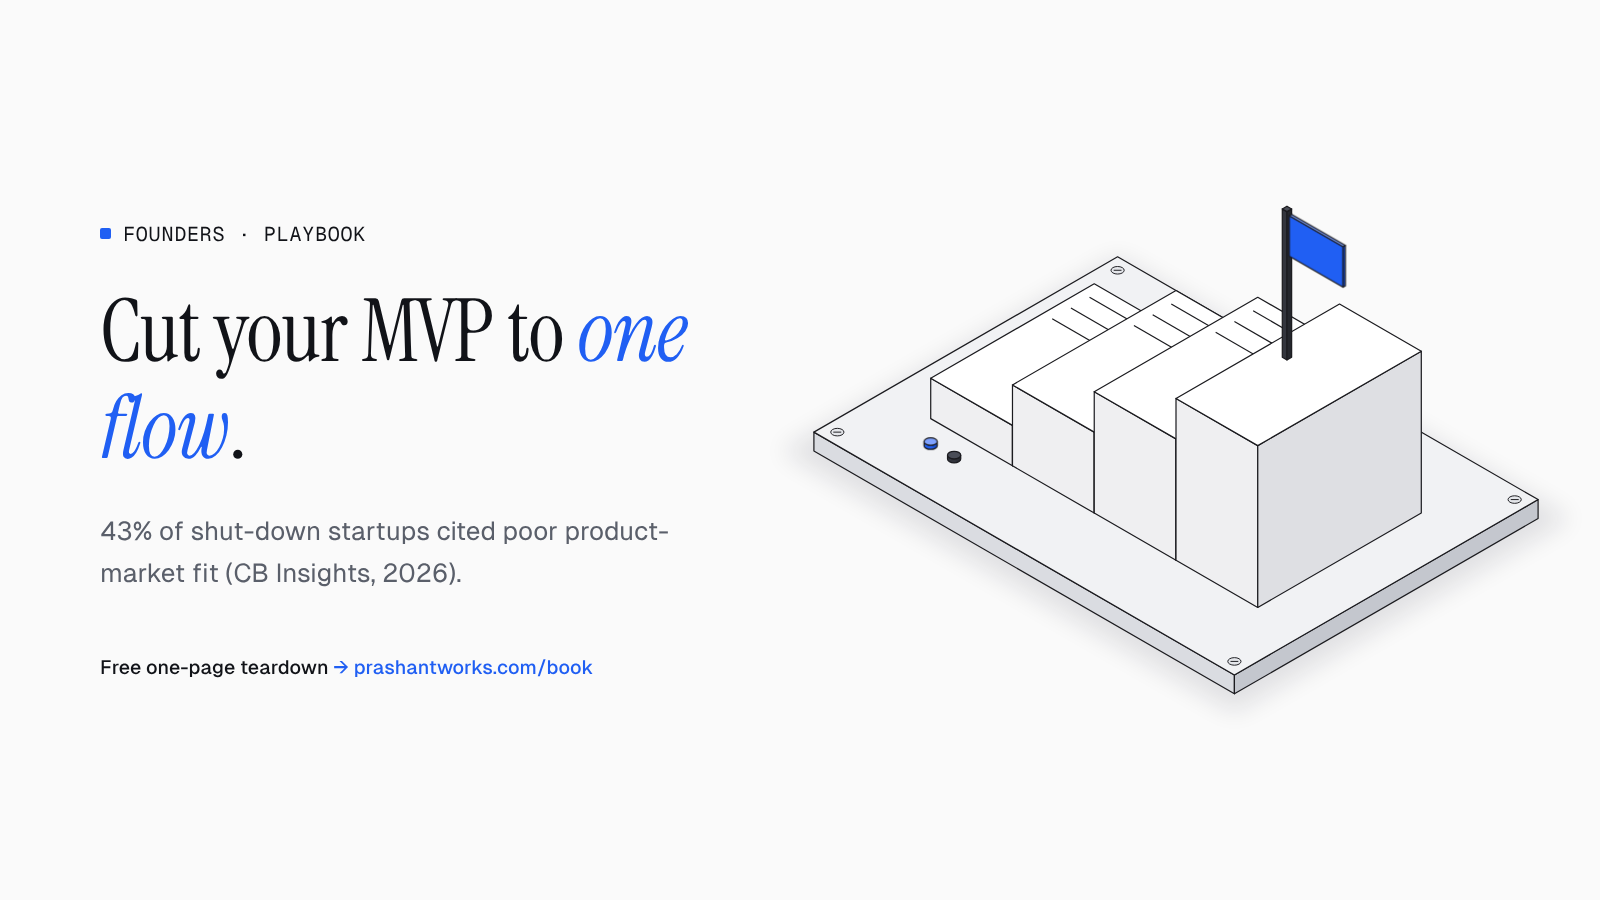 FOUNDERS · PLAYBOOK
Cut your MVP to one
flow.
43% of shut-down startups cited poor product-
market fit (CB Insights, 2026).
Free one-page teardown → prashantworks.com/book